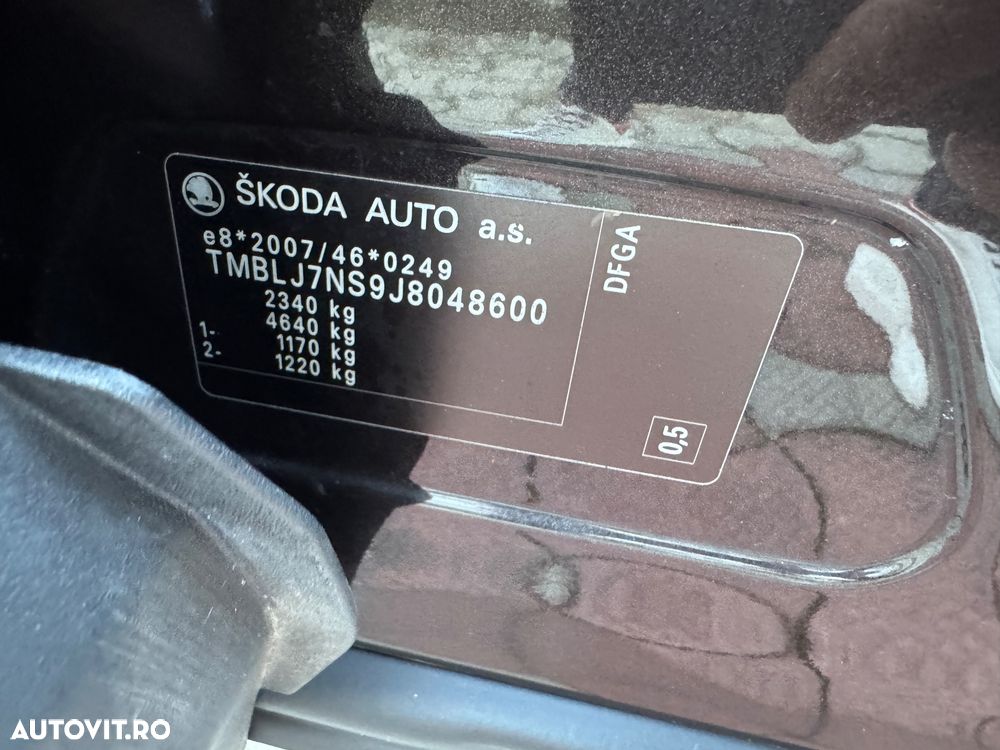 ŠKODA AUTO a.s.
e8*2007/46*0249
TMBLJ7NS9J8048600
2340 kg
4640 kg
1- 1170 kg
2- 1220 kg
DFGA
0,5
AUTOVIT.RO